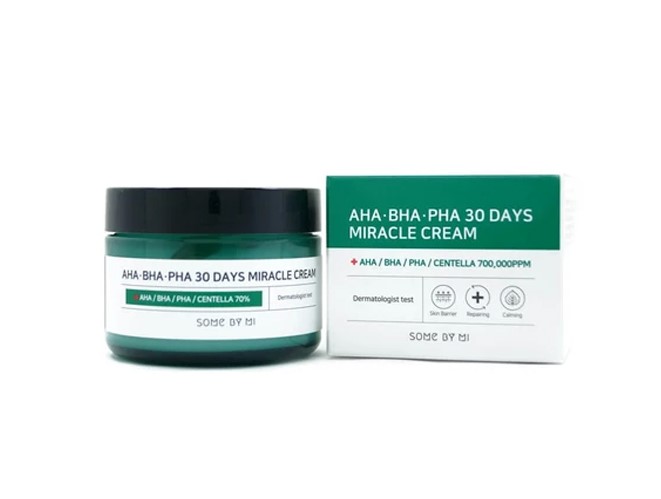 AHA·BHA·PHA 30 DAYS MIRACLE CREAM
+ AHA / BHA / PHA / CENTELLA 70%
Dermatologist test
SOME BY MI
AHA·BHA·PHA 30 DAYS
MIRACLE CREAM
+ AHA / BHA / PHA / CENTELLA 700,000PPM
Dermatologist test
Skin Barrier
Repairing
Calming
SOME BY MI